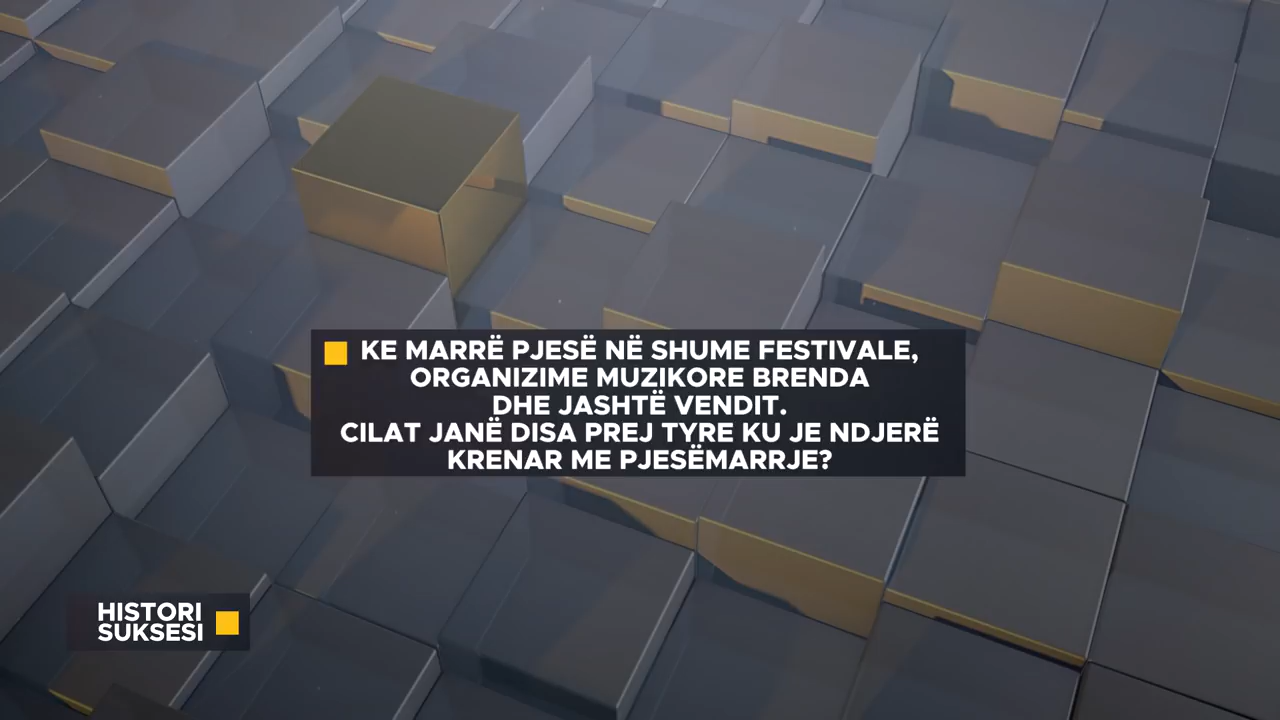 KE MARRË PJESË NË SHUME FESTIVALE,
ORGANIZIME MUZIKORE BRENDA
DHE JASHTË VENDIT.
CILAT JANË DISA PREJ TYRE KU JE NDJERË
KRENAR ME PJESËMARRJE?
HISTORI
SUKSESI